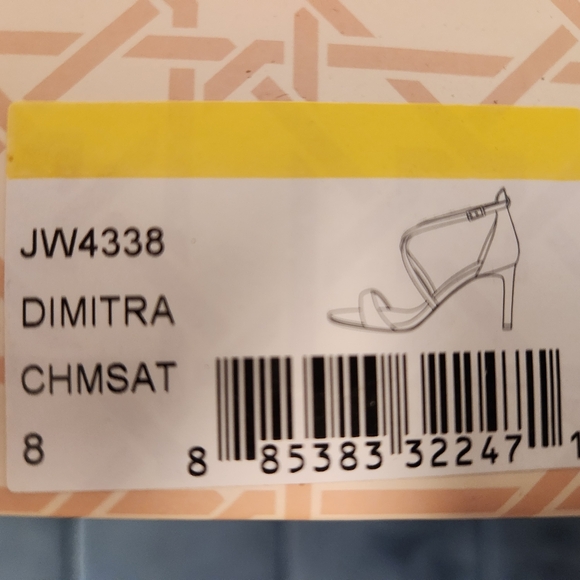 JW4338
DIMITRA
CHMSAT
8
8 85383 32247 1